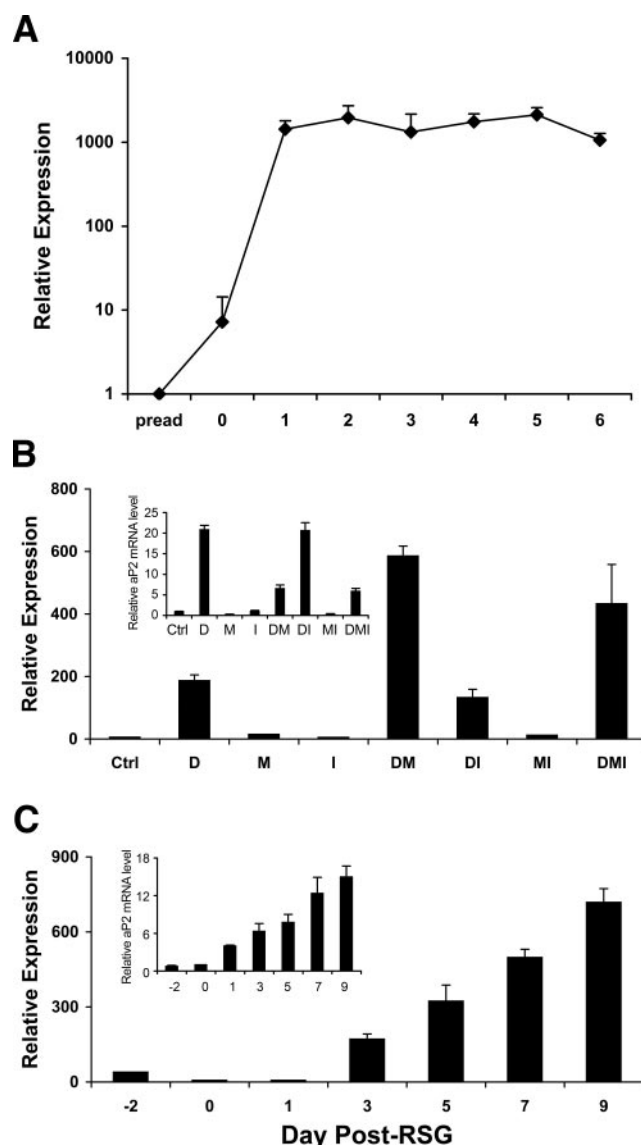 A
Relative Expression
10000
1000
100
10
1
pread 0 1 2 3 4 5 6
B
Relative Expression
800
600
400
200
0
Relative aP2 mRNA level
25
20
15
10
5
0
Ctrl D M I DM DI MI DMI
Ctrl D M I DM DI MI DMI
C
Relative Expression
900
600
300
0
Relative aP2 mRNA level
18
12
6
0
-2 0 1 3 5 7 9
-2 0 1 3 5 7 9
Day Post-RSG